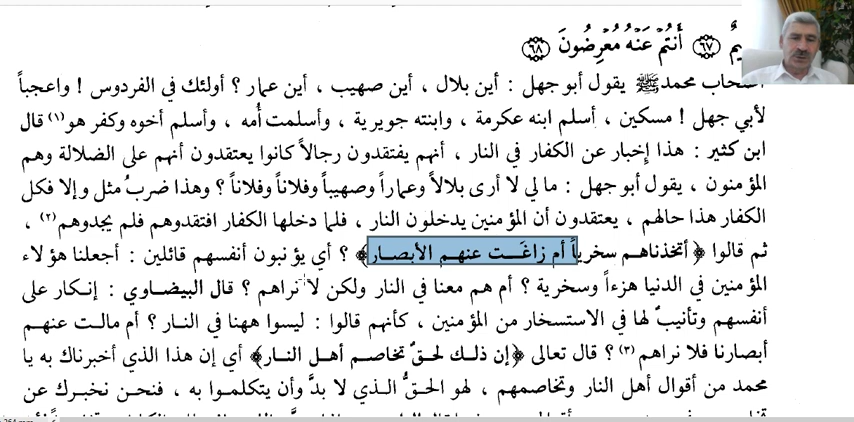 يمٌ ﴿٦٧﴾ أَنتُمْ عَنْهُ مُعْرِضُونَ ﴿٦٨﴾
أصحاب محمد ﷺ يقول أبو جهل : أين بلال ، أين صهيب ، أين عمار ؟ أولئك في الفردوس ! واعجباً
لأبي جهل ! مسكين ، أسلم ابنه عكرمة ، وابنته جويرية ، وأسلمت أُمه ، وأسلم أخوه وكفر هو(١) قال
ابن كثير : هذا إخبار عن الكفار في النار ، أنهم يفتقدون رجالاً كانوا يعتقدون أنهم على الضلالة وهم
المؤمنون ، يقول أبو جهل : ما لي لا أرى بلالاً وعماراً وصهيباً وفلاناً وفلاناً ؟ وهذا ضربُ مثل وإلا فكل
الكفار هذا حالهم ، يعتقدون أن المؤمنين يدخلون النار ، فلما دخلها الكفار افتقدوهم فلم يجدوهم(٢) ،
ثم قالوا ﴿أتخذناهم سخرياً أم زاغَت عنهم الأبصار﴾ ؟ أي يؤنبون أنفسهم قائلين : أجعلنا هؤلاء
المؤمنين في الدنيا هزءاً وسخرية ؟ أم هم معنا في النار ولكن لا نراهم ؟ قال البيضاوي : إنكار على
أنفسهم وتأنيبٌ لها في الاستسخار من المؤمنين ، كأنهم قالوا : ليسوا ههنا في النار ؟ أم مالت عنهم
أبصارنا فلا نراهم(٣) ؟ قال تعالى ﴿إن ذلك لحقٌ تخاصم أهل النار﴾ أي إن هذا الذي أخبرناك به يا
محمد من أقوال أهل النار وتخاصمهم ، لهو الحقُّ الذي لا بدَّ وأن يتكلموا به ، فنحن نخبرك عن